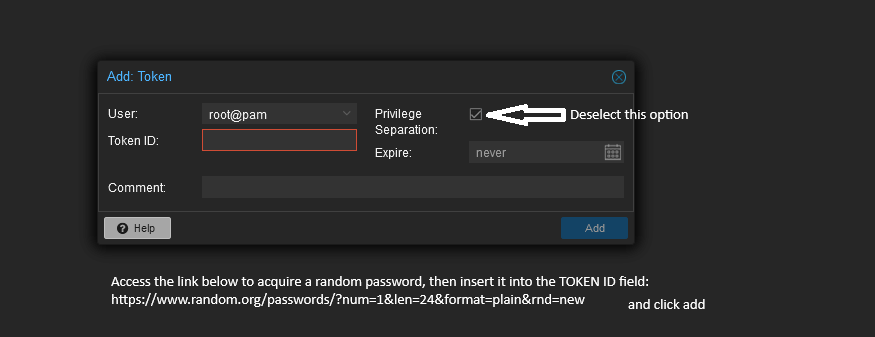 Add: Token
User:
root@pam
Privilege
Separation:
Deselect this option
Token ID:
Expire:
never
Comment:
Help
Add
Access the link below to acquire a random password, then insert it into the TOKEN ID field:
https://www.random.org/passwords/?num=1&len=24&format=plain&rnd=new
and click add